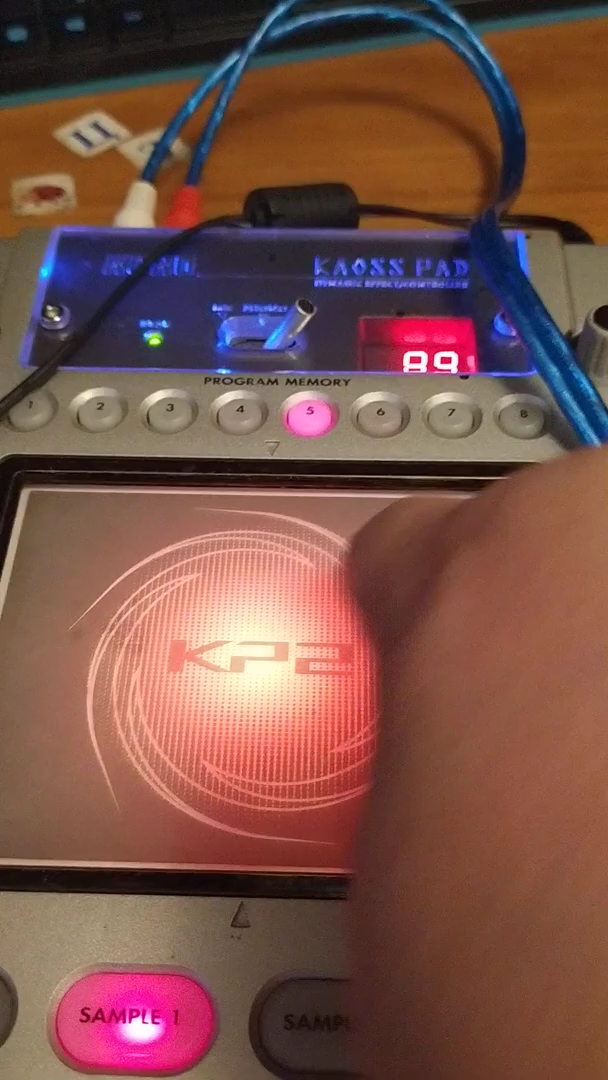 KAOSS PAD
DYNAMIC EFFECT/CONTROLLER
89
PROGRAM MEMORY
1 2 3 4 5 6 7 8
KP2
SAMPLE 1
SAMPL